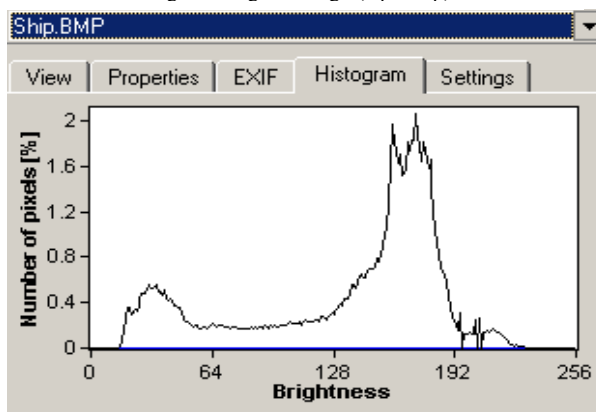 Ship.BMP
View Properties EXIF Histogram Settings
Number of pixels [%]
2
1.6
1.2
0.8
0.4
0
0 64 128 192 256
Brightness